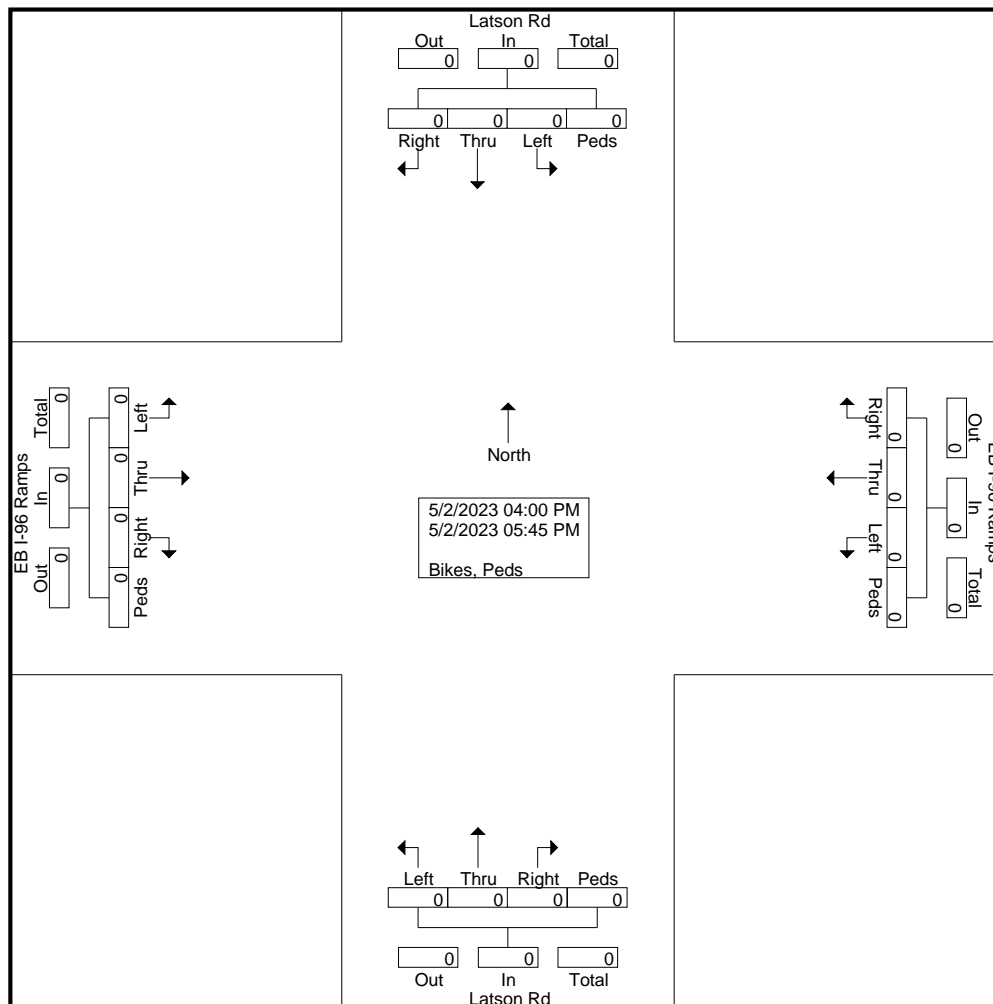 Latson Rd
Out In Total
0 0 0
0 0 0 0
Right Thru Left Peds
EB I-96 Ramps
Total In Out
0 0 0
0 0 0 0
Left Thru Right Peds
North
5/2/2023 04:00 PM
5/2/2023 05:45 PM
Bikes, Peds
Right Thru Left Peds
0 0 0 0
0 0 0
Out In Total
Ramps
Left Thru Right Peds
0 0 0 0
0 0 0
Out In Total
Latson Rd